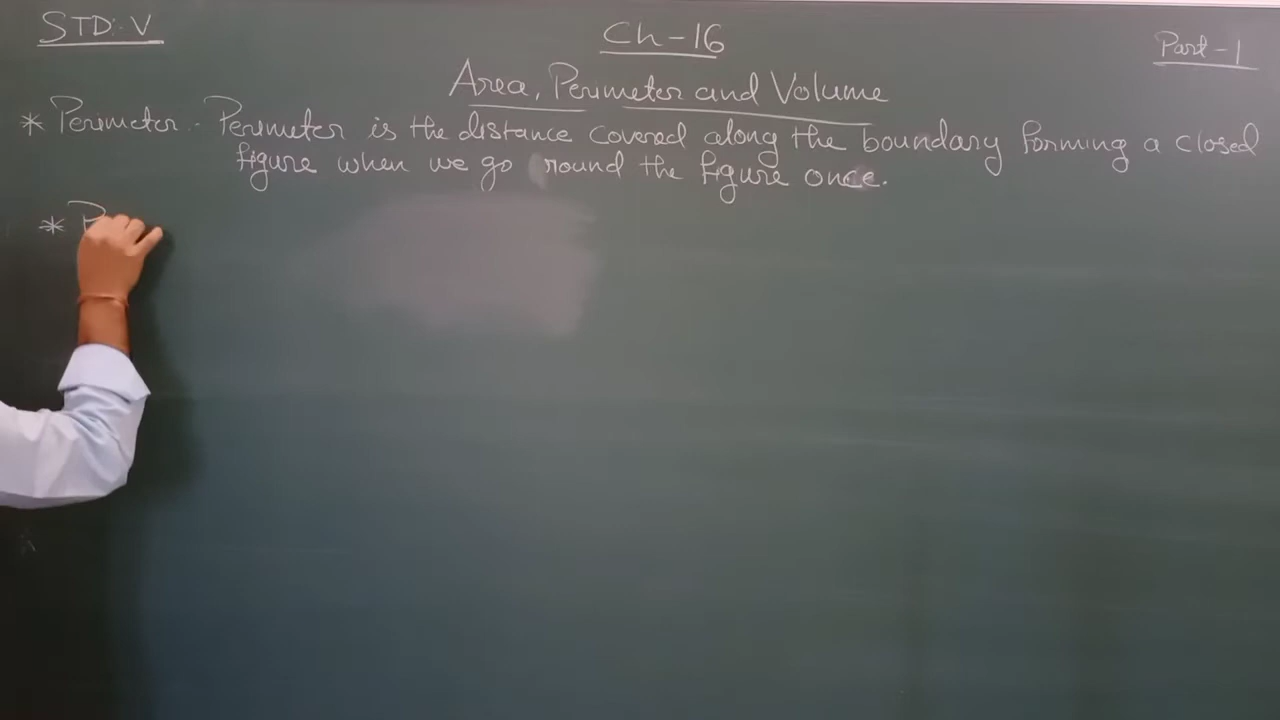 STD:-V
Ch-16
Part-1
Area, Perimeter and Volume
* Perimeter - Perimeter is the distance covered along the boundary forming a closed
figure when we go round the figure once.
* P